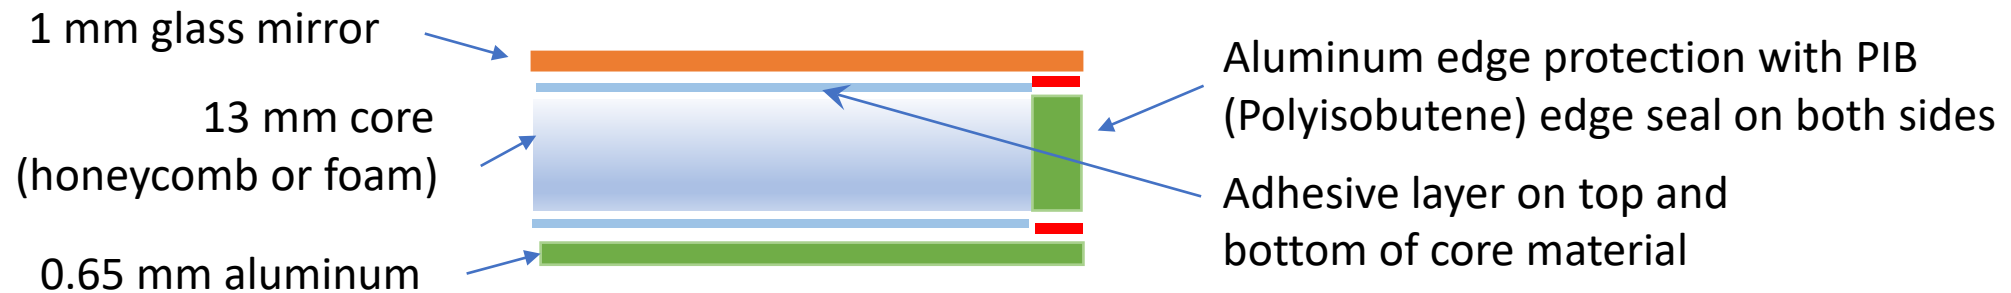 1 mm glass mirror
13 mm core
(honeycomb or foam)
0.65 mm aluminum
Aluminum edge protection with PIB
(Polyisobutene) edge seal on both sides
Adhesive layer on top and
bottom of core material